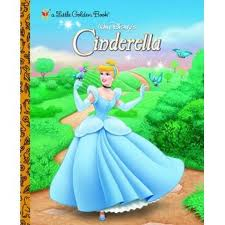 a Little Golden Book
WALT DISNEY'S
Cinderella